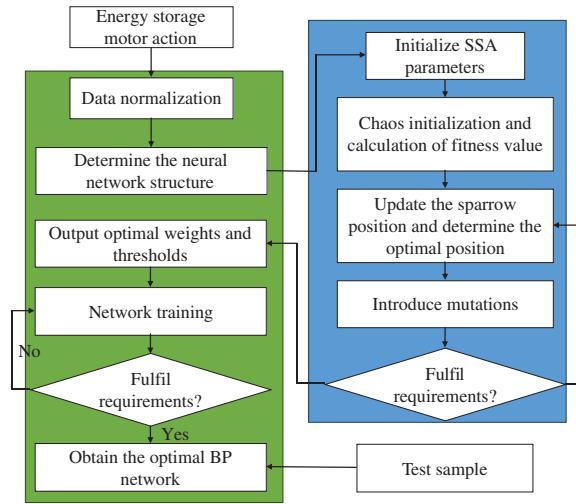 Energy storage
motor action
Data normalization
Determine the neural
network structure
Output optimal weights and
thresholds
Network training
No
Fulfil
requirements?
Yes
Obtain the optimal BP
network
Initialize SSA
parameters
Chaos initialization and
calculation of fitness value
Update the sparrow
position and determine the
optimal position
Introduce mutations
Fulfil
requirements?
Test sample